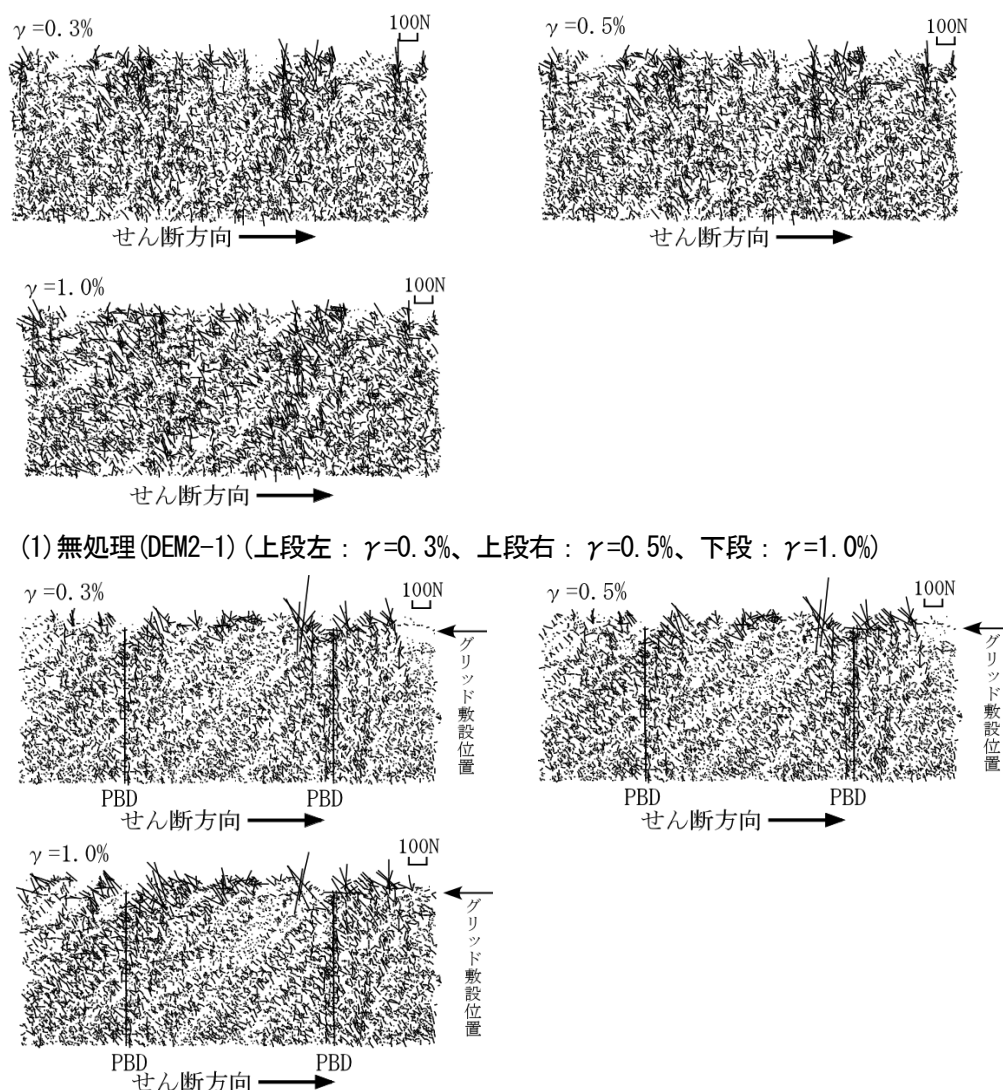 γ=0.3%
100N
せん断方向
γ=0.5%
100N
せん断方向
γ=1.0%
100N
せん断方向
(1)無処理(DEM2-1)(上段左：γ=0.3%、上段右：γ=0.5%、下段：γ=1.0%)
γ=0.3%
100N
グリッド敷設位置
PBD
PBD
せん断方向
γ=0.5%
100N
グリッド敷設位置
PBD
PBD
せん断方向
γ=1.0%
100N
グリッド敷設位置
PBD
PBD
せん断方向